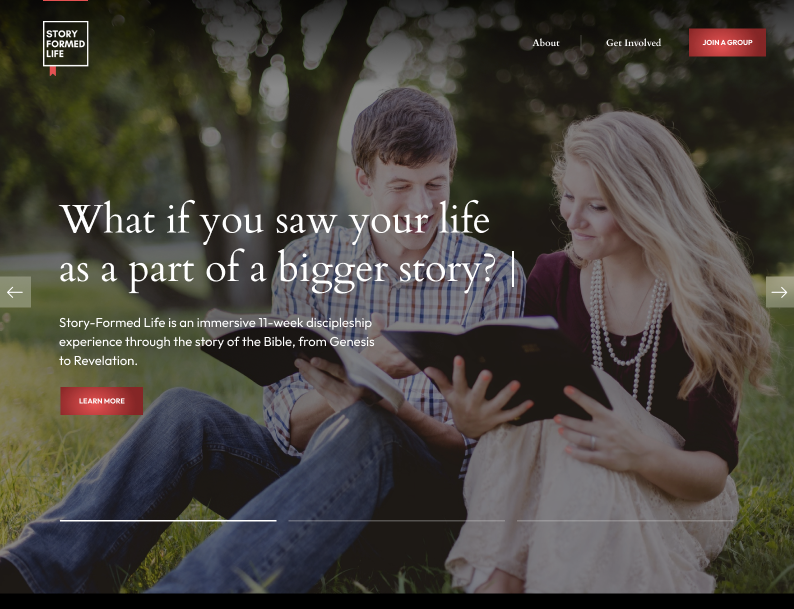 STORY
FORMED
LIFE
About
Get Involved
JOIN A GROUP
What if you saw your life
as a part of a bigger story? |
Story-Formed Life is an immersive 11-week discipleship
experience through the story of the Bible, from Genesis
to Revelation.
LEARN MORE